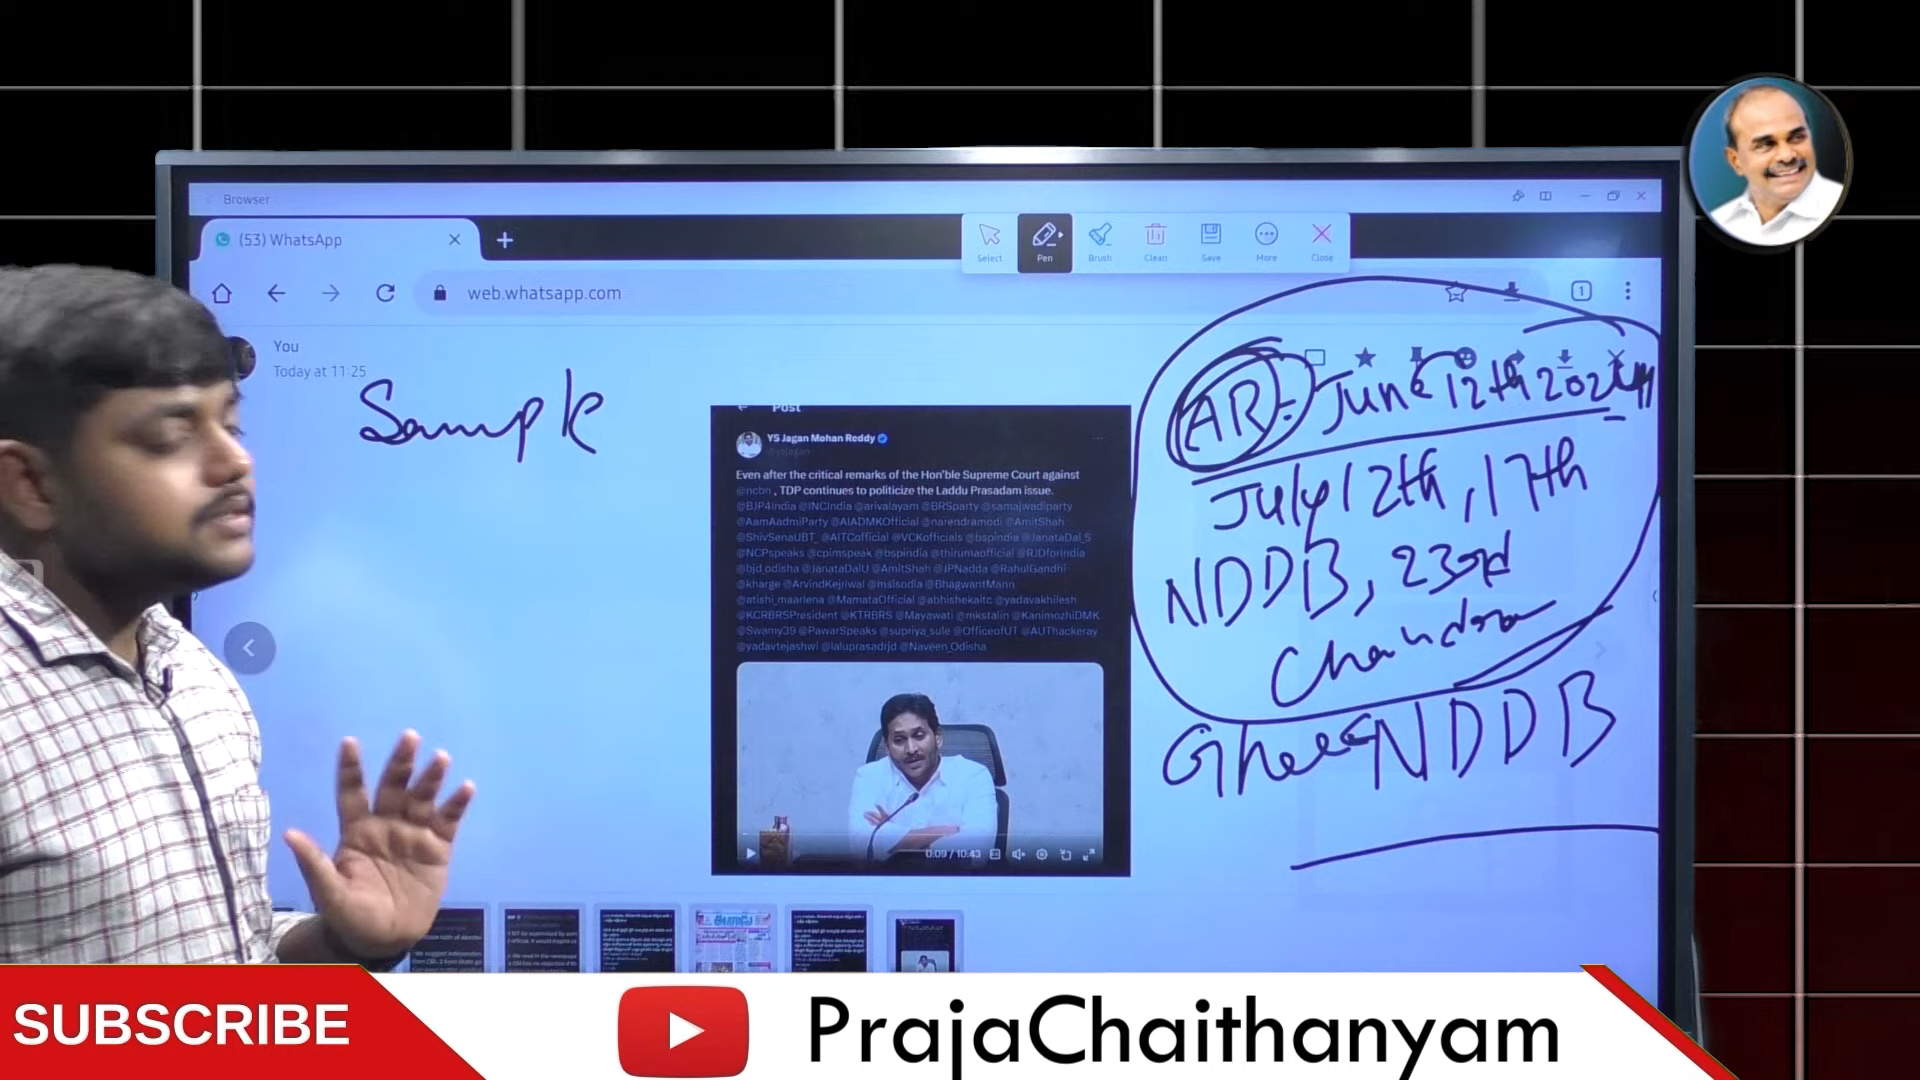 Browser
(53) WhatsApp
Select
Pen
Brush
Clean
Save
More
Close
web.whatsapp.com
1
You
Today at 11:25
Sample
AR - June 12th 2024
July 12th, 17th
NDDB, 23rd
Chandra
Ghee NDDB
Post
YS Jagan Mohan Reddy
@ysjagan
Even after the critical remarks of the Hon'ble Supreme Court against
@ncbn , TDP continues to politicize the Laddu Prasadam issue.
@BJP4India @INCIndia @arivalayam @BRSparty @samajwadiparty
@AamAadmiParty @AIADMKOfficial @narendramodi @AmitShah
@ShivSenaUBT_ @AITCofficial @VCKofficials @bspindia @JanataDal_S
@NCPspeaks @cpimspeak @bspindia @thirumaofficial @RJDforIndia
@bjd_odisha @JanataDalU @AmitShah @JPNadda @RahulGandhi
@kharge @ArvindKejriwal @msisodia @BhagwantMann
@atishi_maarlena @MamataOfficial @abhishekaitc @yadavakhilesh
@KCRBRSPresident @KTRBRS @Mayawati @mkstalin @KanimozhiDMK
@Swamy39 @PawarSpeaks @supriya_sule @OfficeofUT @AUThackeray
@yadavtejashwi @laluprasadrjd @Naveen_Odisha
0:09 / 10:43
SUBSCRIBE
PrajaChaithanyam